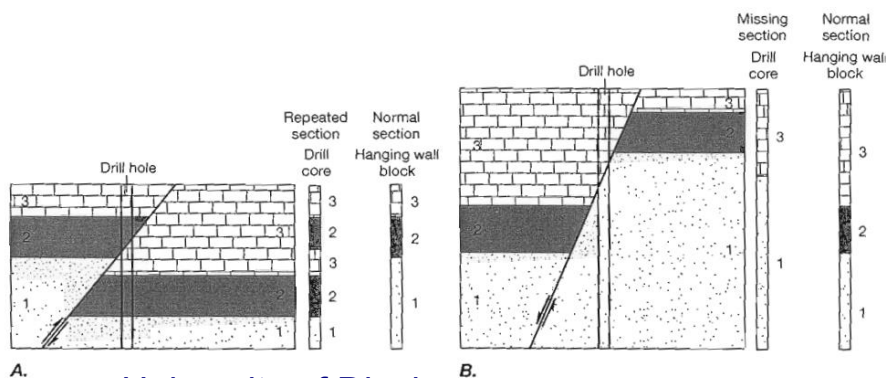 Repeated
section
Drill
core
Normal
section
Hanging wall
block
Drill hole
3
2
1
3
2
1
3
2
3
2
1
3
2
1
A.
Missing
section
Drill
core
Normal
section
Hanging wall
block
Drill hole
3
2
1
3
2
1
3
1
3
2
1
B.